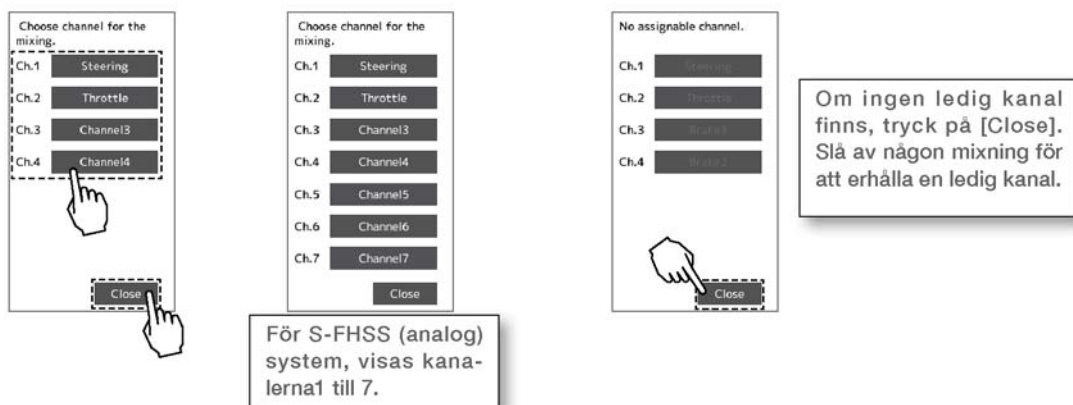 Choose channel for the
mixing.
Ch.1 Steering
Ch.2 Throttle
Ch.3 Channel3
Ch.4 Channel4
Close
Choose channel for the
mixing.
Ch.1 Steering
Ch.2 Throttle
Ch.3 Channel3
Ch.4 Channel4
Ch.5 Channel5
Ch.6 Channel6
Ch.7 Channel7
Close
För S-FHSS (analog)
system, visas kana-
lerna1 till 7.
No assignable channel.
Ch.1 Steering
Ch.2 Throttle
Ch.3 Brake3
Ch.4 Brake2
Close
Om ingen ledig kanal
finns, tryck på [Close].
Slå av någon mixning för
att erhålla en ledig kanal.